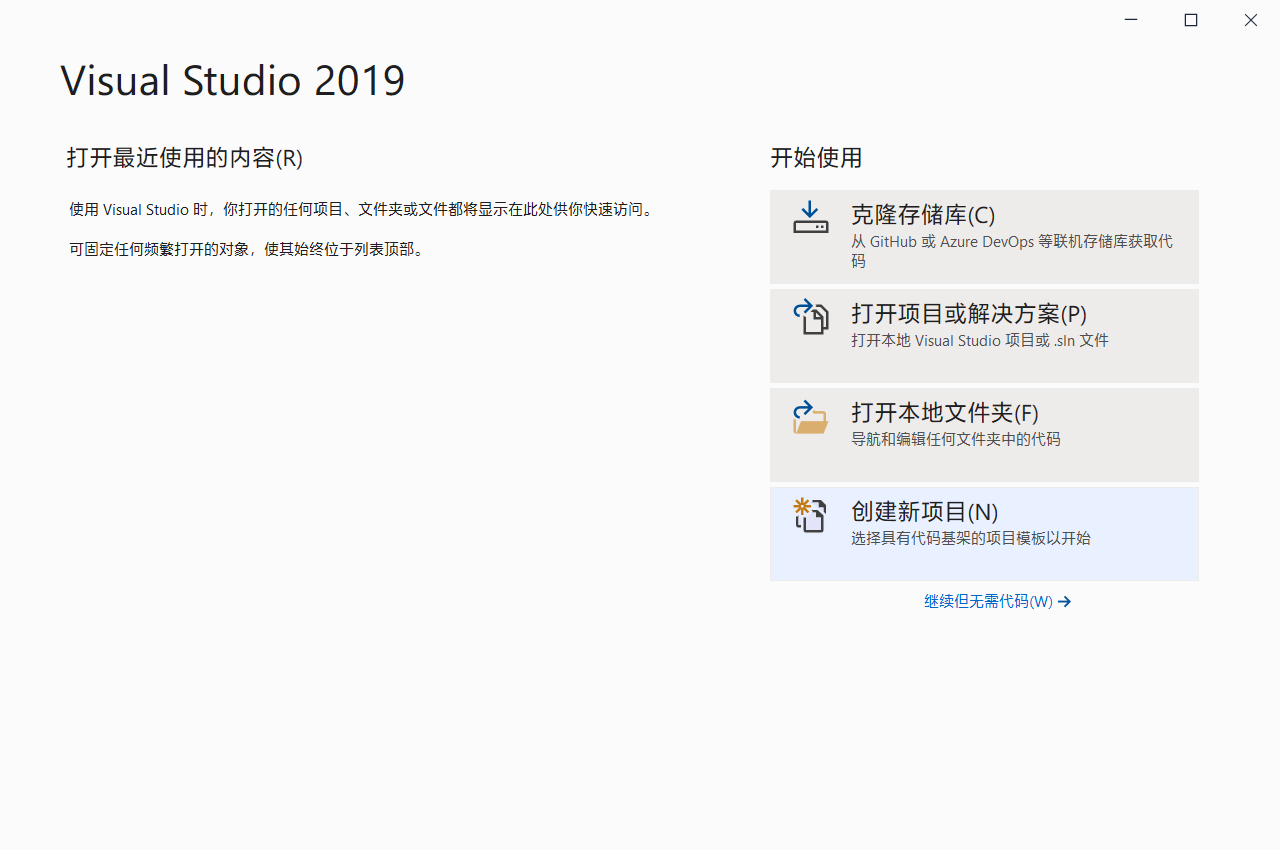 Visual Studio 2019
打开最近使用的内容(R)
使用 Visual Studio 时，你打开的任何项目、文件夹或文件都将显示在此处供你快速访问。
可固定任何频繁打开的对象，使其始终位于列表顶部。
开始使用
克隆存储库(C)
从 GitHub 或 Azure DevOps 等联机存储库获取代
码
打开项目或解决方案(P)
打开本地 Visual Studio 项目或 .sln 文件
打开本地文件夹(F)
导航和编辑任何文件夹中的代码
创建新项目(N)
选择具有代码基架的项目模板以开始
继续但无需代码(W)